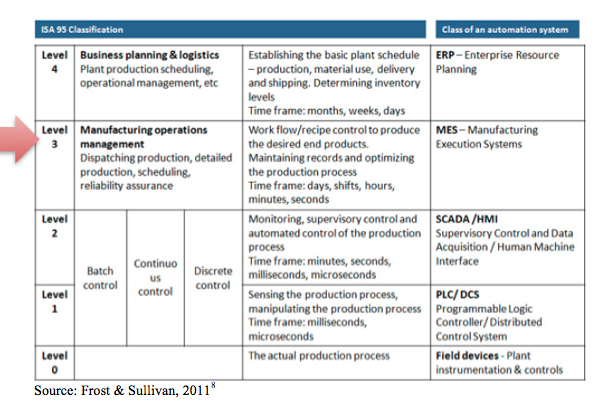 ISA 95 Classification
Class of an automation system
Level
4
Business planning & logistics
Plant production scheduling,
operational management, etc
Establishing the basic plant schedule
– production, material use, delivery
and shipping. Determining inventory
levels
Time frame: months, weeks, days
ERP – Enterprise Resource
Planning
Level
3
Manufacturing operations
management
Dispatching production, detailed
production, scheduling,
reliability assurance
Work flow/recipe control to produce
the desired end products.
Maintaining records and optimizing
the production process
Time frame: days, shifts, hours,
minutes, seconds
MES – Manufacturing
Execution Systems
Level
2
Batch
control
Continuo
us
control
Discrete
control
Monitoring, supervisory control and
automated control of the production
process
Time frame: minutes, seconds,
milliseconds, microseconds
SCADA /HMI
Supervisory Control and Data
Acquisition / Human Machine
Interface
Level
1
Sensing the production process,
manipulating the production process
Time frame: milliseconds,
microseconds
PLC/ DCS
Programmable Logic
Controller/ Distributed
Control System
Level
0
The actual production process
Field devices - Plant
instrumentation & controls
Source: Frost & Sullivan, 2011⁸